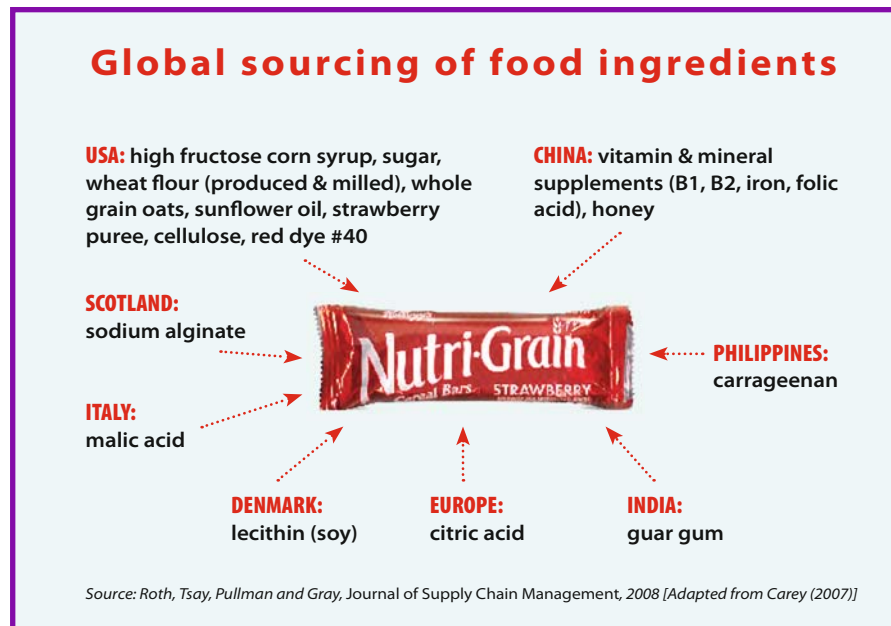 Global sourcing of food ingredients
USA: high fructose corn syrup, sugar,
wheat flour (produced & milled), whole
grain oats, sunflower oil, strawberry
puree, cellulose, red dye #40
CHINA: vitamin & mineral
supplements (B1, B2, iron, folic
acid), honey
SCOTLAND:
sodium alginate
Nutri-Grain
Cereal Bars
STRAWBERRY
PHILIPPINES:
carrageenan
ITALY:
malic acid
DENMARK:
lecithin (soy)
EUROPE:
citric acid
INDIA:
guar gum
Source: Roth, Tsay, Pullman and Gray, Journal of Supply Chain Management, 2008 [Adapted from Carey (2007)]